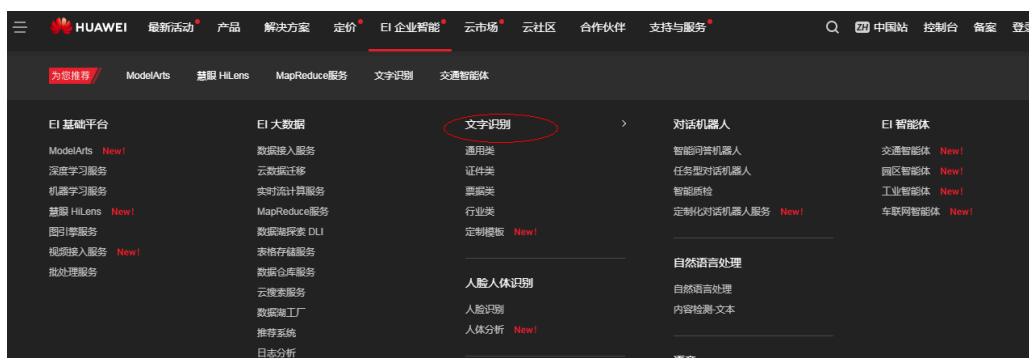 HUAWEI 最新活动 产品 解决方案 定价 EI 企业智能 云市场 云社区 合作伙伴 支持与服务 ZH 中国站 控制台 备案
为您推荐 ModelArts 慧眼 HiLens MapReduce服务 文字识别 交通智能体
EI 基础平台
ModelArts New!
深度学习服务
机器学习服务
慧眼 HiLens New!
图引擎服务
视频接入服务 New!
批处理服务
EI 大数据
数据接入服务
云数据迁移
实时流计算服务
MapReduce服务
数据湖探索 DLI
表格存储服务
数据仓库服务
云搜索服务
数据湖工厂
推荐系统
日志分析
文字识别
通用类
证件类
票据类
行业类
定制模板 New!
人脸人体识别
人脸识别
人体分析 New!
对话机器人
智能问答机器人
任务型对话机器人
智能质检
定制化对话机器人服务 New!
自然语言处理
自然语言处理
内容检测-文本
EI 智能体
交通智能体 New!
园区智能体 New!
工业智能体 New!
车联网智能体 New!